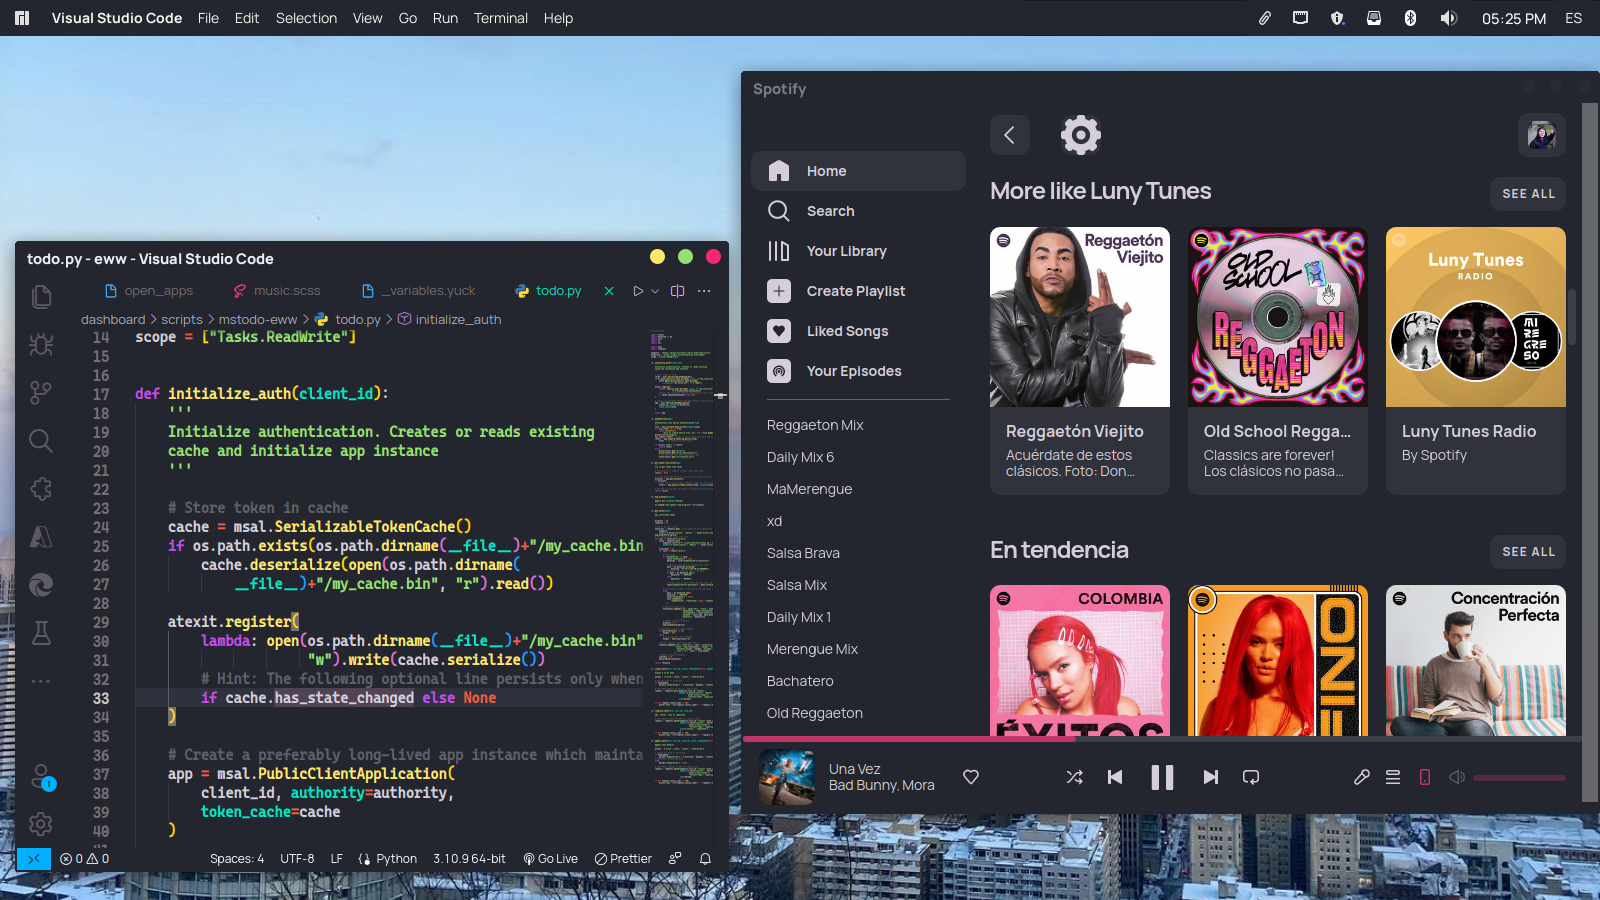 Visual Studio Code File Edit Selection View Go Run Terminal Help 05:25 PM ES
todo.py - eww - Visual Studio Code
open_apps music.scss _variables.yuck todo.py
dashboard > scripts > mstodo-eww > todo.py > initialize_auth
14 scope = ["Tasks.ReadWrite"]
15
16
17 def initialize_auth(client_id):
18 '''
19 Initialize authentication. Creates or reads existing
20 cache and initialize app instance
21 '''
22
23 # Store token in cache
24 cache = msal.SerializableTokenCache()
25 if os.path.exists(os.path.dirname(__file__)+"/my_cache.bin
26 cache.deserialize(open(os.path.dirname(
27 __file__)+"/my_cache.bin", "r").read())
28
29 atexit.register(
30 lambda: open(os.path.dirname(__file__)+"/my_cache.bin"
31 "w").write(cache.serialize())
32 # Hint: The following optional line persists only when
33 if cache.has_state_changed else None
34 )
35
36 # Create a preferably long-lived app instance which mainta
37 app = msal.PublicClientApplication(
38 client_id, authority=authority,
39 token_cache=cache
40 )
1
0 0 Spaces: 4 UTF-8 LF Python 3.10.9 64-bit Go Live Prettier
Spotify
Home
Search
Your Library
Create Playlist
Liked Songs
Your Episodes
Reggaeton Mix
Daily Mix 6
MaMerengue
xd
Salsa Brava
Salsa Mix
Daily Mix 1
Merengue Mix
Bachatero
Old Reggaeton
More like Luny Tunes
SEE ALL
Reggaetón
Viejito
Reggaetón Viejito
Acuérdate de estos
clásicos. Foto: Don...
OLD
SCHOOL
REGGAETON
Old School Regga...
Classics are forever!
Los clásicos no pasa...
Luny Tunes
RADIO
MI
RE
NGE
SO
Luny Tunes Radio
By Spotify
En tendencia
SEE ALL
COLOMBIA
ÉXITOS
FINO
Concentración
Perfecta
Una Vez
Bad Bunny, Mora